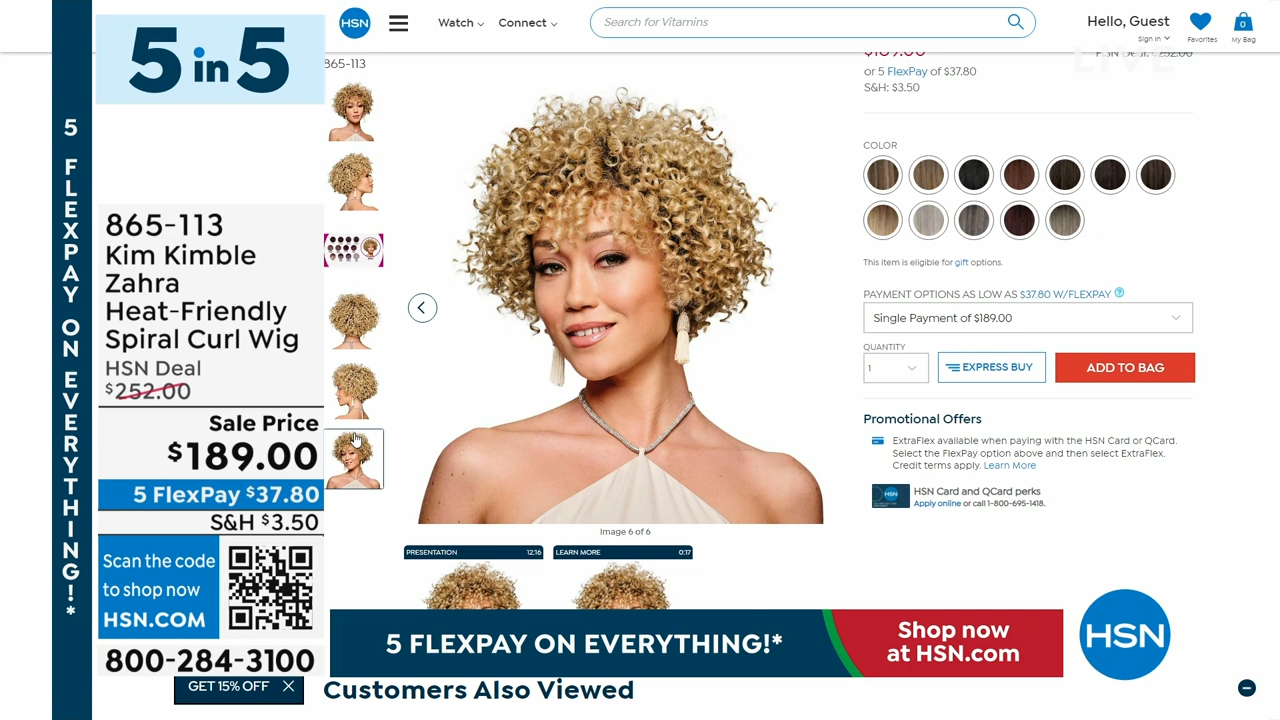 5 in 5
5 FLEXPAY ON EVERYTHING!*
865-113
Kim Kimble
Zahra
Heat-Friendly
Spiral Curl Wig
HSN Deal
$252.00
Sale Price
$189.00
5 FlexPay $37.80
S&H $3.50
Scan the code
to shop now
HSN.COM
800-284-3100
GET 15% OFF
HSN
Watch
Connect
Search for Vitamins
Hello, Guest
Sign in
Favorites
0
My Bag
LIVE
865-113
$189.00
HSN Deal: $252.00
or 5 FlexPay of $37.80
S&H: $3.50
COLOR
This item is eligible for gift options.
PAYMENT OPTIONS AS LOW AS $37.80 W/FLEXPAY
Single Payment of $189.00
QUANTITY
1
EXPRESS BUY
ADD TO BAG
Promotional Offers
ExtraFlex available when paying with the HSN Card or QCard.
Select the FlexPay option above and then select ExtraFlex.
Credit terms apply. Learn More
HSN
HSN Card and QCard perks
Apply online or call 1-800-695-1418.
Image 6 of 6
PRESENTATION 12:16
LEARN MORE 0:17
5 FLEXPAY ON EVERYTHING!*
Shop now
at HSN.com
HSN
Customers Also Viewed